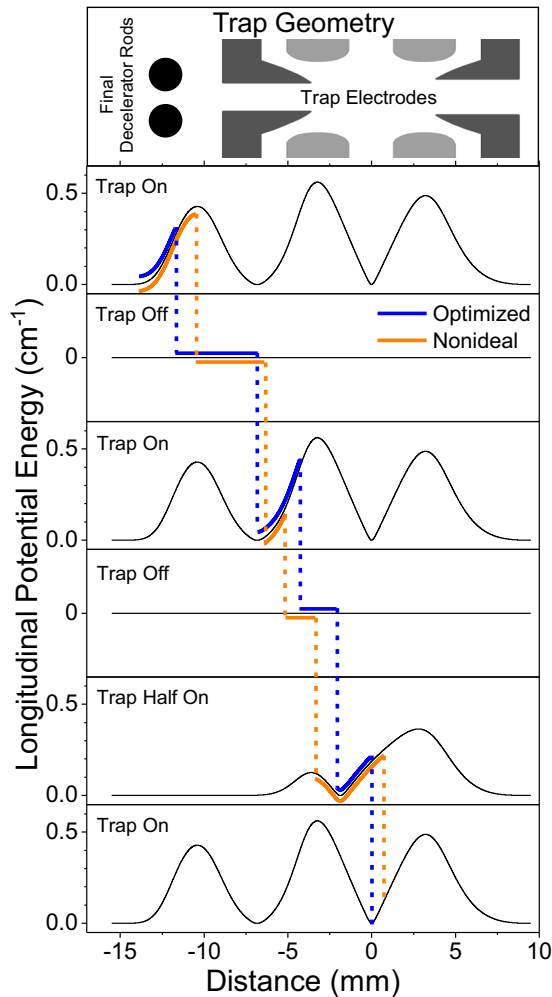 Trap Geometry
Final
Decelerator Rods
Trap Electrodes
Longitudinal Potential Energy (cm⁻¹)
Trap On
0.5
0.0
Trap Off
Optimized
Nonideal
0
Trap On
0.5
0.0
Trap Off
0
Trap Half On
0.5
0.0
Trap On
0.5
0.0
-15 -10 -5 0 5 10
Distance (mm)